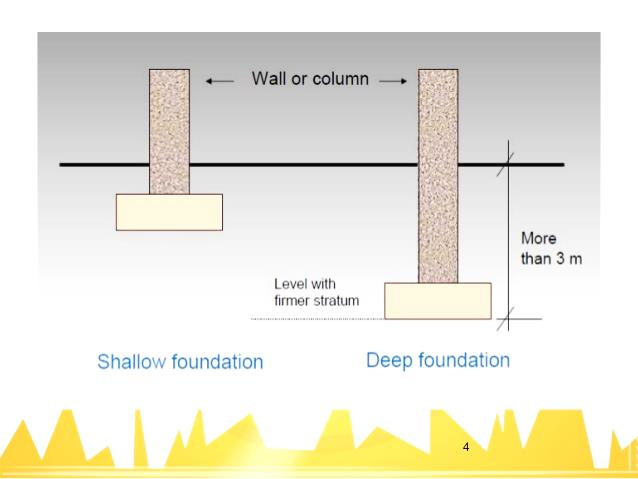 Wall or column
More
than 3 m
Level with
firmer stratum
Shallow foundation
Deep foundation
4